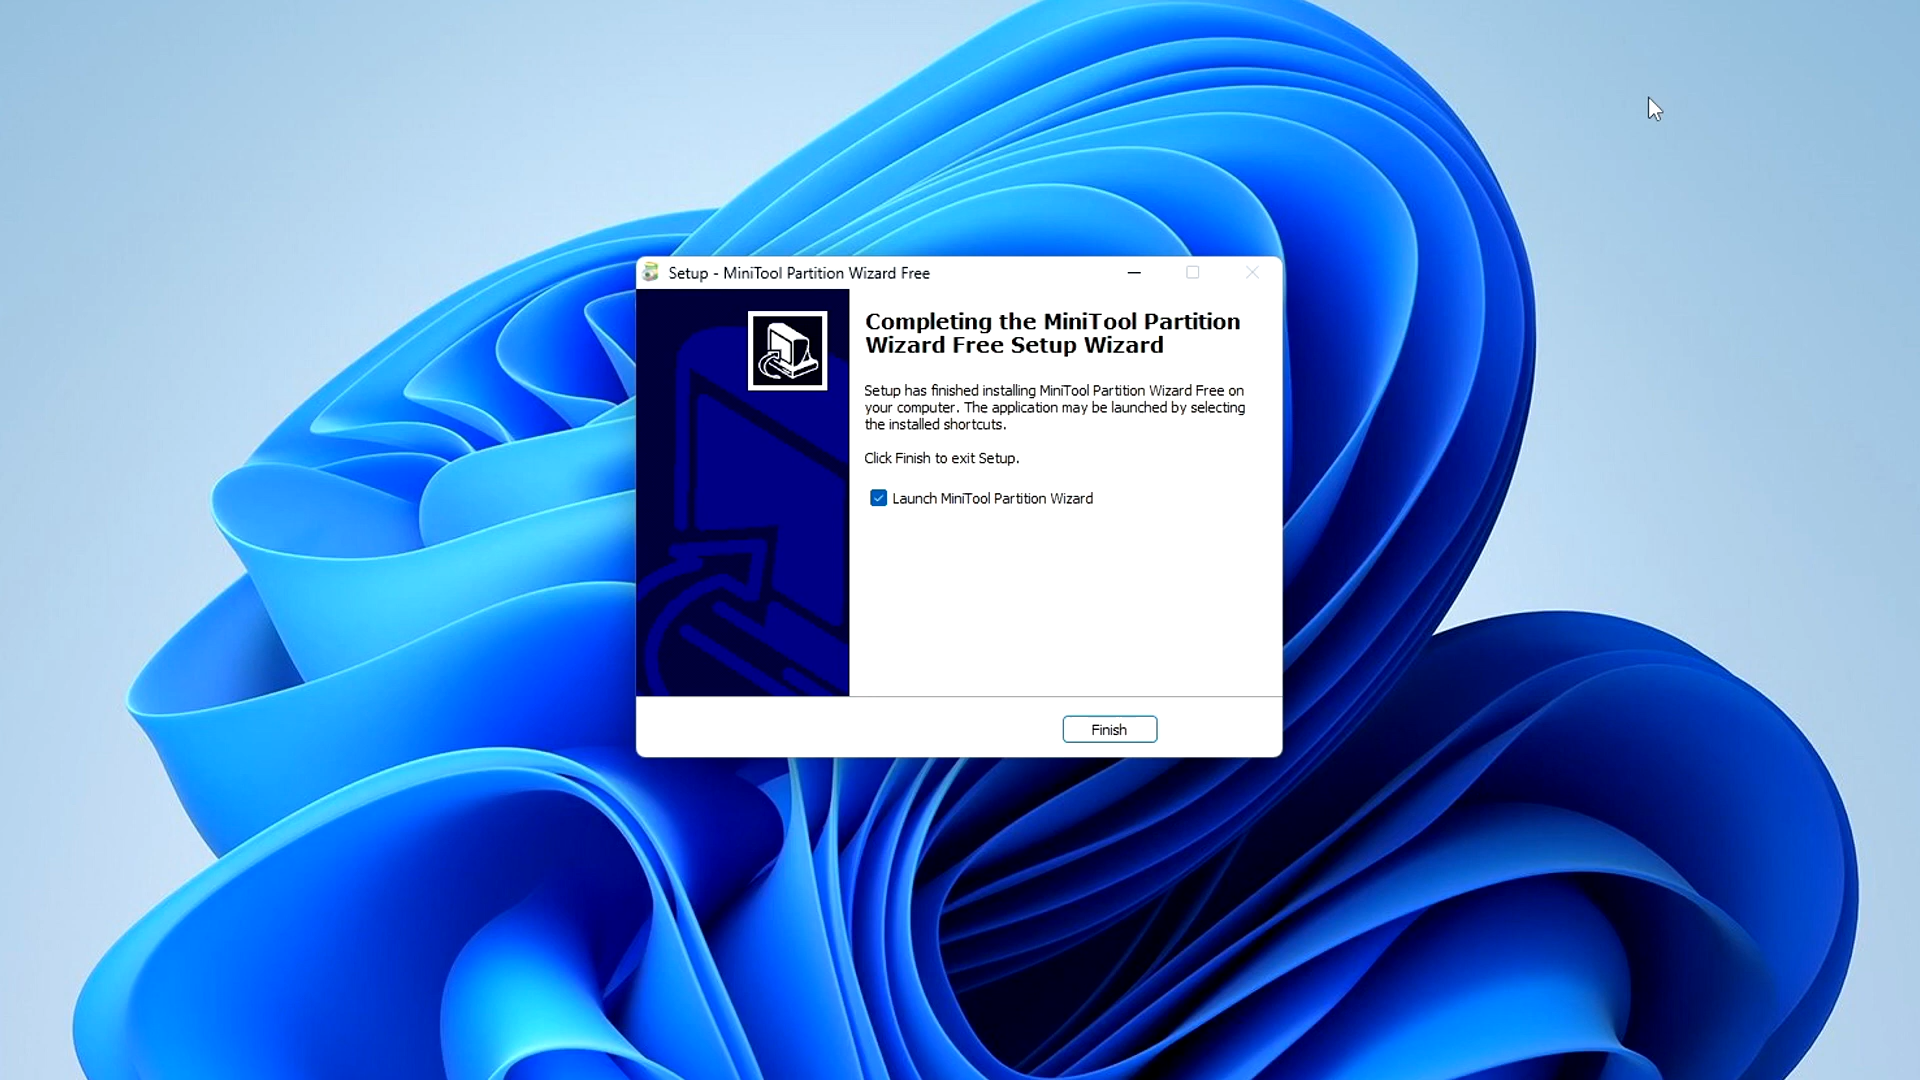 Setup - MiniTool Partition Wizard Free
Completing the MiniTool Partition
Wizard Free Setup Wizard
Setup has finished installing MiniTool Partition Wizard Free on
your computer. The application may be launched by selecting
the installed shortcuts.
Click Finish to exit Setup.
Launch MiniTool Partition Wizard
Finish